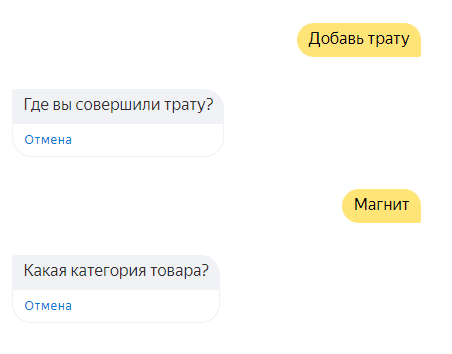 Добавь трату
Где вы совершили трату?
Отмена
Магнит
Какая категория товара?
Отмена